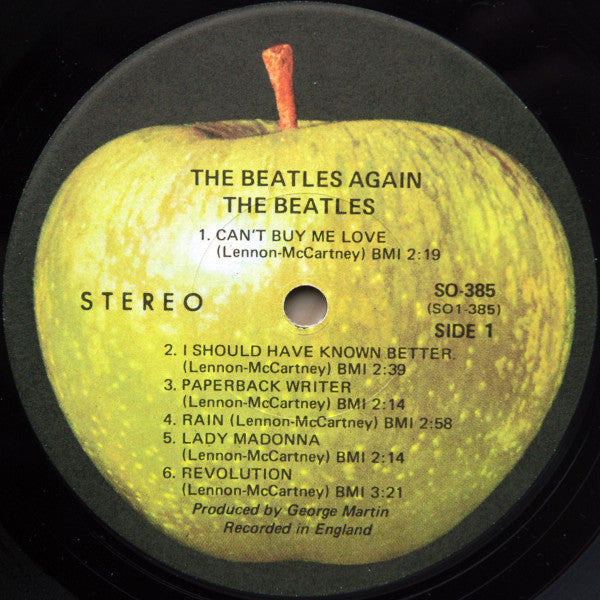 THE BEATLES AGAIN
THE BEATLES
1. CAN'T BUY ME LOVE
(Lennon-McCartney) BMI 2:19
STEREO
SO-385
(SO1-385)
SIDE 1
2. I SHOULD HAVE KNOWN BETTER.
(Lennon-McCartney) BMI 2:39
3. PAPERBACK WRITER
(Lennon-McCartney) BMI 2:14
4. RAIN (Lennon-McCartney) BMI 2:58
5. LADY MADONNA
(Lennon-McCartney) BMI 2:14
6. REVOLUTION
(Lennon-McCartney) BMI 3:21
Produced by George Martin
Recorded in England